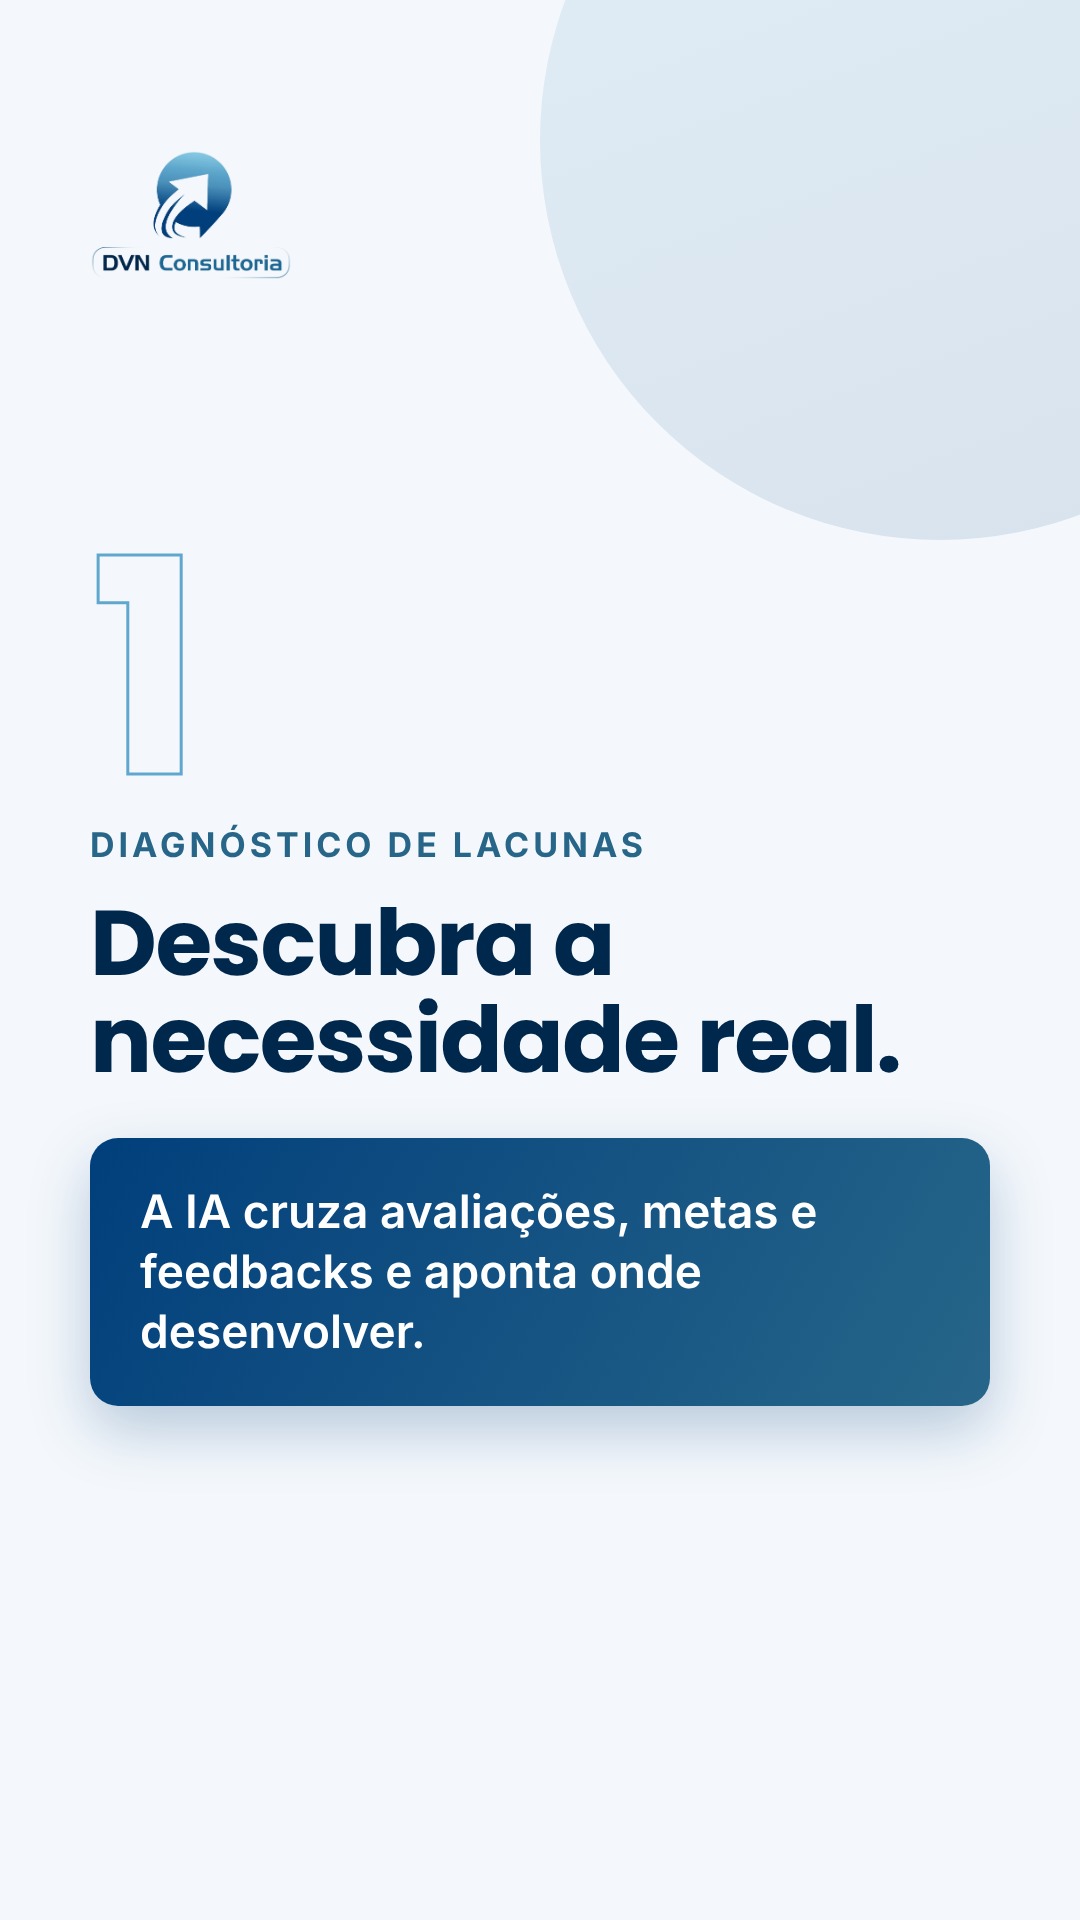 DVN Consultoria
1
DIAGNÓSTICO DE LACUNAS
Descubra a
necessidade real.
A IA cruza avaliações, metas e
feedbacks e aponta onde
desenvolver.